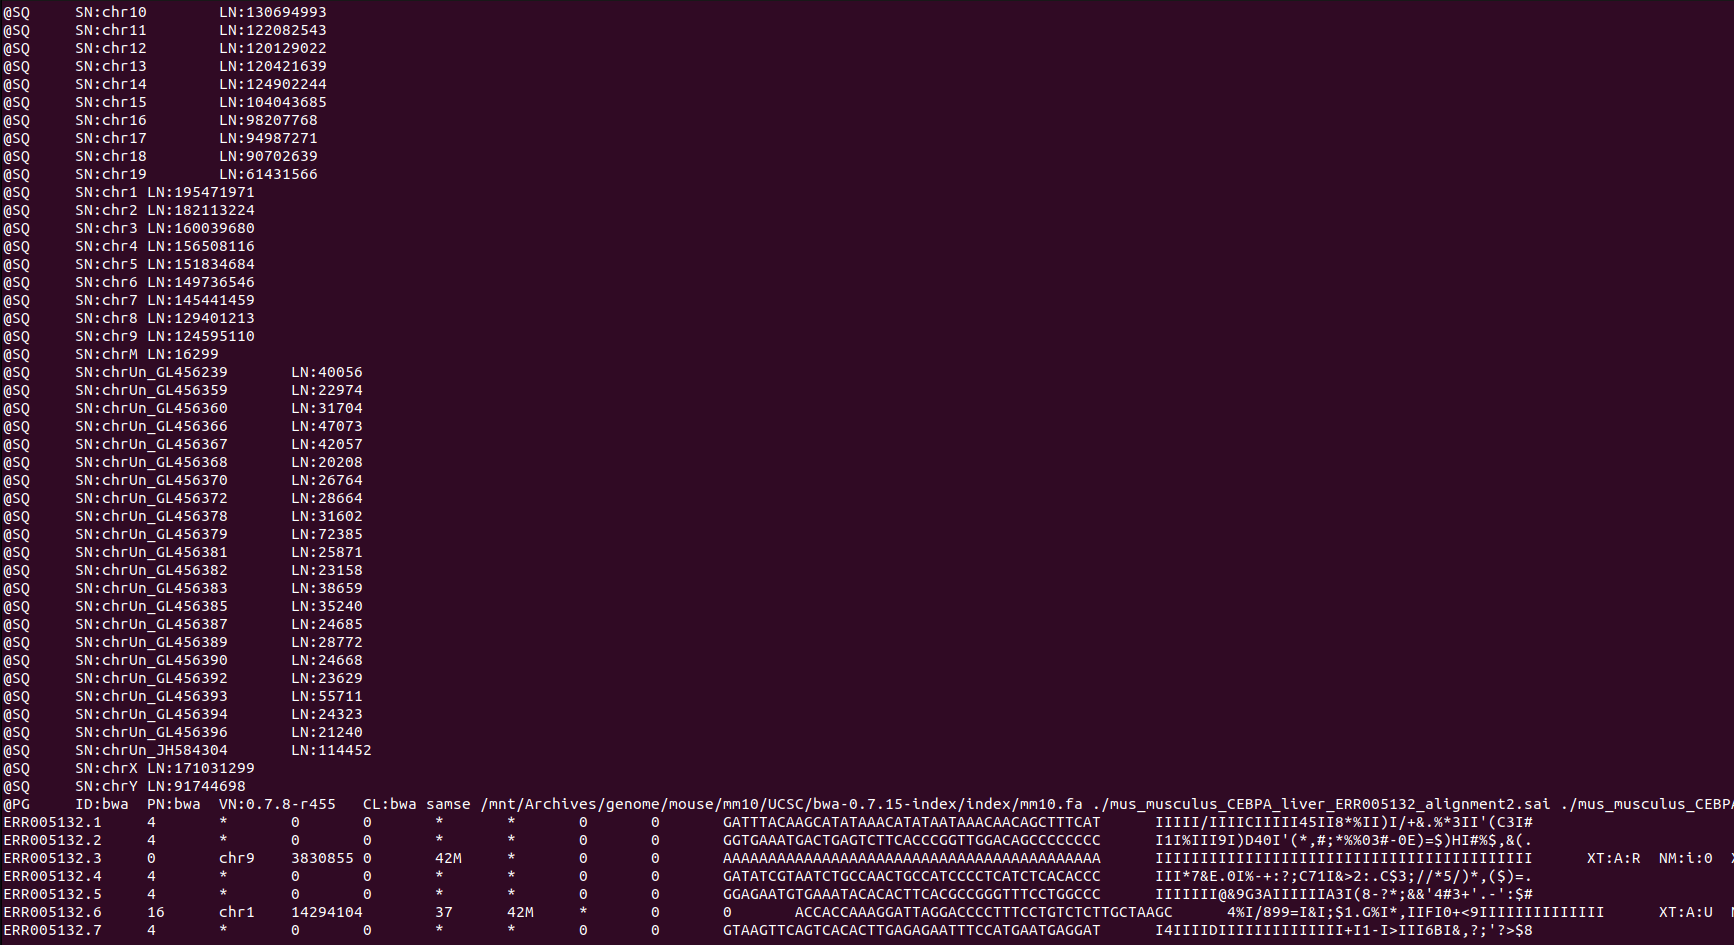 @SQ SN:chr10 LN:130694993
@SQ SN:chr11 LN:122082543
@SQ SN:chr12 LN:120129022
@SQ SN:chr13 LN:120421639
@SQ SN:chr14 LN:124902244
@SQ SN:chr15 LN:104043685
@SQ SN:chr16 LN:98207768
@SQ SN:chr17 LN:94987271
@SQ SN:chr18 LN:90702639
@SQ SN:chr19 LN:61431566
@SQ SN:chr1 LN:195471971
@SQ SN:chr2 LN:182113224
@SQ SN:chr3 LN:160039680
@SQ SN:chr4 LN:156508116
@SQ SN:chr5 LN:151834684
@SQ SN:chr6 LN:149736546
@SQ SN:chr7 LN:145441459
@SQ SN:chr8 LN:129401213
@SQ SN:chr9 LN:124595110
@SQ SN:chrM LN:16299
@SQ SN:chrUn_GL456239 LN:40056
@SQ SN:chrUn_GL456359 LN:22974
@SQ SN:chrUn_GL456360 LN:31704
@SQ SN:chrUn_GL456366 LN:47073
@SQ SN:chrUn_GL456367 LN:42057
@SQ SN:chrUn_GL456368 LN:20208
@SQ SN:chrUn_GL456370 LN:26764
@SQ SN:chrUn_GL456372 LN:28664
@SQ SN:chrUn_GL456378 LN:31602
@SQ SN:chrUn_GL456379 LN:72385
@SQ SN:chrUn_GL456381 LN:25871
@SQ SN:chrUn_GL456382 LN:23158
@SQ SN:chrUn_GL456383 LN:38659
@SQ SN:chrUn_GL456385 LN:35240
@SQ SN:chrUn_GL456387 LN:24685
@SQ SN:chrUn_GL456389 LN:28772
@SQ SN:chrUn_GL456390 LN:24668
@SQ SN:chrUn_GL456392 LN:23629
@SQ SN:chrUn_GL456393 LN:55711
@SQ SN:chrUn_GL456394 LN:24323
@SQ SN:chrUn_GL456396 LN:21240
@SQ SN:chrUn_JH584304 LN:114452
@SQ SN:chrX LN:171031299
@SQ SN:chrY LN:91744698
@PG ID:bwa PN:bwa VN:0.7.8-r455 CL:bwa samse /mnt/Archives/genome/mouse/mm10/UCSC/bwa-0.7.15-index/index/mm10.fa ./mus_musculus_CEBPA_liver_ERR005132_alignment2.sai ./mus_musculus_CEBPA
ERR005132.1 4 * 0 0 * * 0 0 GATTTACAAGCATATAAACATATAATAAACAACAGCTTTCAT IIIII/IIIICIIIII45II8*%II)I/+&.%*3II'(C3I#
ERR005132.2 4 * 0 0 * * 0 0 GGTGAAATGACTGAGTCTTCACCCGGTTGGACAGCCCCCCCC I1I%III9I)D40I'(*,#;*%%03#-0E)=$)HI#%$,&(.
ERR005132.3 0 chr9 3830855 0 42M * 0 0 AAAAAAAAAAAAAAAAAAAAAAAAAAAAAAAAAAAAAAAAAA IIIIIIIIIIIIIIIIIIIIIIIIIIIIIIIIIIIIIIIIII XT:A:R NM:i:0
ERR005132.4 4 * 0 0 * * 0 0 GATATCGTAATCTGCCAACTGCCATCCCCTCATCTCACACCC III*7&E.0I%-+:?;C71I&>2:.C$3;//*5/)*,($)=.
ERR005132.5 4 * 0 0 * * 0 0 GGAGAATGTGAAATACACACTTCACGCCGGGTTTCCTGGCCC IIIIIII@&9G3AIIIIIIA3I(8-?*;&&'4#3+'.-':$#
ERR005132.6 16 chr1 14294104 37 42M * 0 0 ACCACCAAAGGATTAGGACCCCTTTCCTGTCTCTTGCTAAGC 4%I/899=I&I;$1.G%I*,IIFI0+<9IIIIIIIIIIIIII XT:A:U
ERR005132.7 4 * 0 0 * * 0 0 GTAAGTTCAGTCACACTTGAGAGAATTTCCATGAATGAGGAT I4IIIIDIIIIIIIIIIIIII+I1-I>III6BI&,?;'?>$8